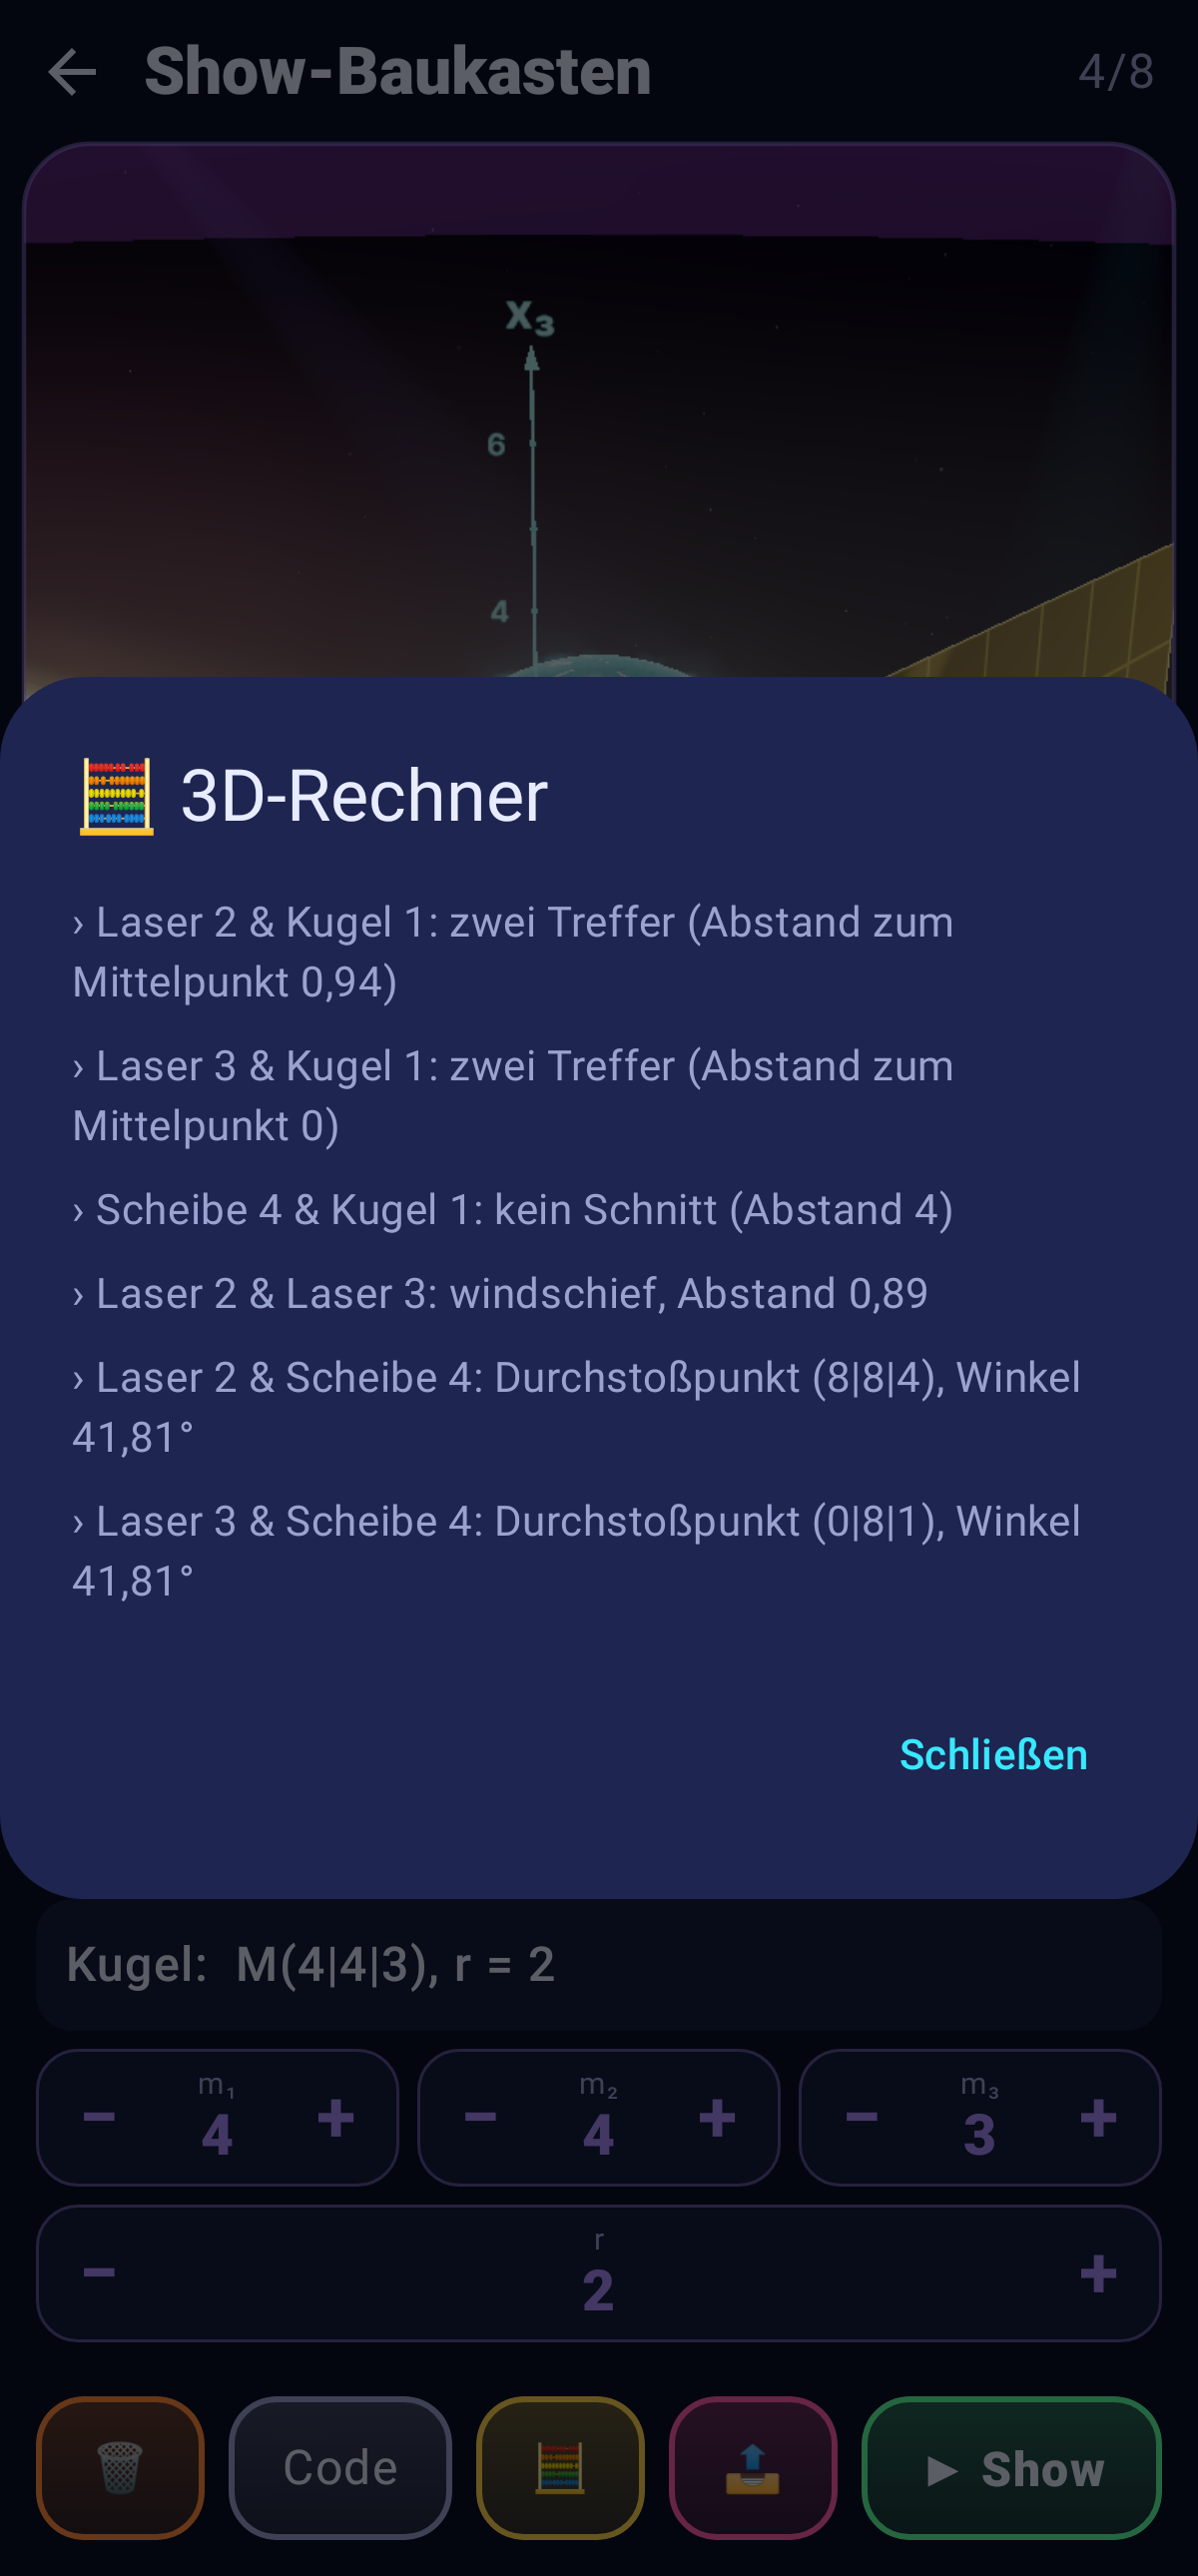 Show-Baukasten
4/8
x₃
6
4
3D-Rechner
› Laser 2 & Kugel 1: zwei Treffer (Abstand zum
Mittelpunkt 0,94)
› Laser 3 & Kugel 1: zwei Treffer (Abstand zum
Mittelpunkt 0)
› Scheibe 4 & Kugel 1: kein Schnitt (Abstand 4)
› Laser 2 & Laser 3: windschief, Abstand 0,89
› Laser 2 & Scheibe 4: Durchstoßpunkt (8|8|4), Winkel
41,81°
› Laser 3 & Scheibe 4: Durchstoßpunkt (0|8|1), Winkel
41,81°
Schließen
Kugel: M(4|4|3), r = 2
m₁ m₂ m₃
− 4 + − 4 + − 3 +
r
− 2 +
Code ► Show